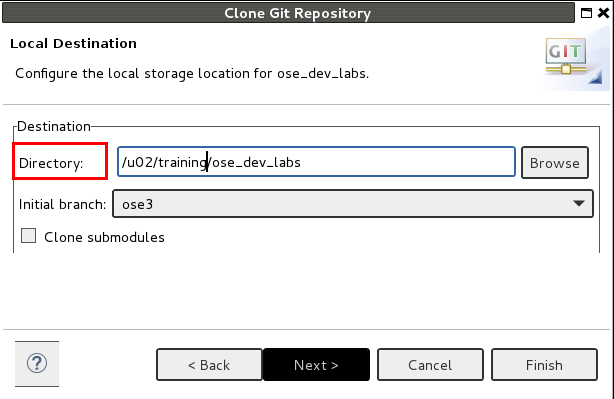 Clone Git Repository
Local Destination
Configure the local storage location for ose_dev_labs.
GIT
Destination
Directory: /u02/training/ose_dev_labs Browse
Initial branch: ose3
Clone submodules
? < Back Next > Cancel Finish